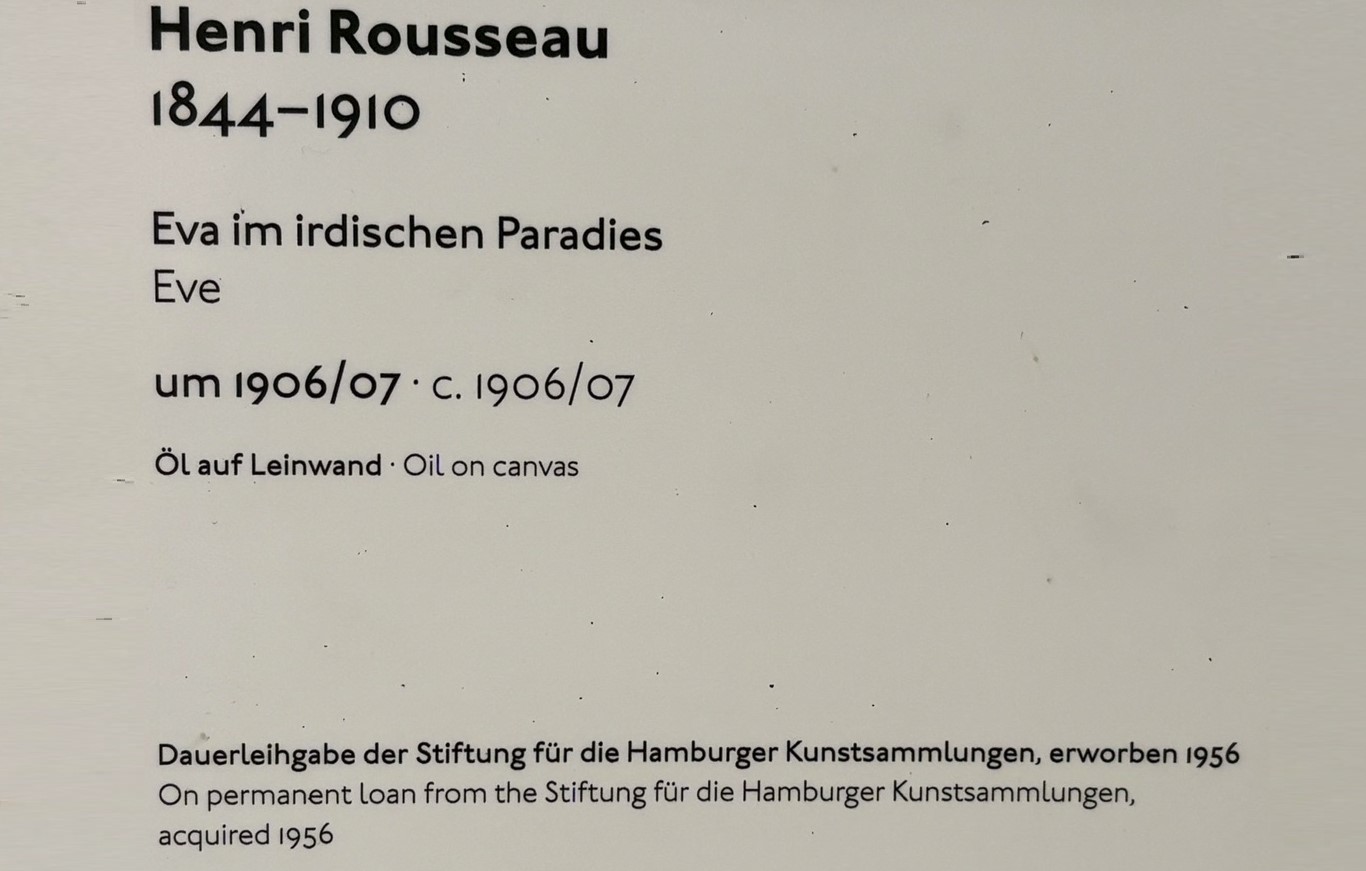 Henri Rousseau
1844–1910
Eva im irdischen Paradies
Eve
um 1906/07 · c. 1906/07
Öl auf Leinwand · Oil on canvas
Dauerleihgabe der Stiftung für die Hamburger Kunstsammlungen, erworben 1956
On permanent loan from the Stiftung für die Hamburger Kunstsammlungen,
acquired 1956